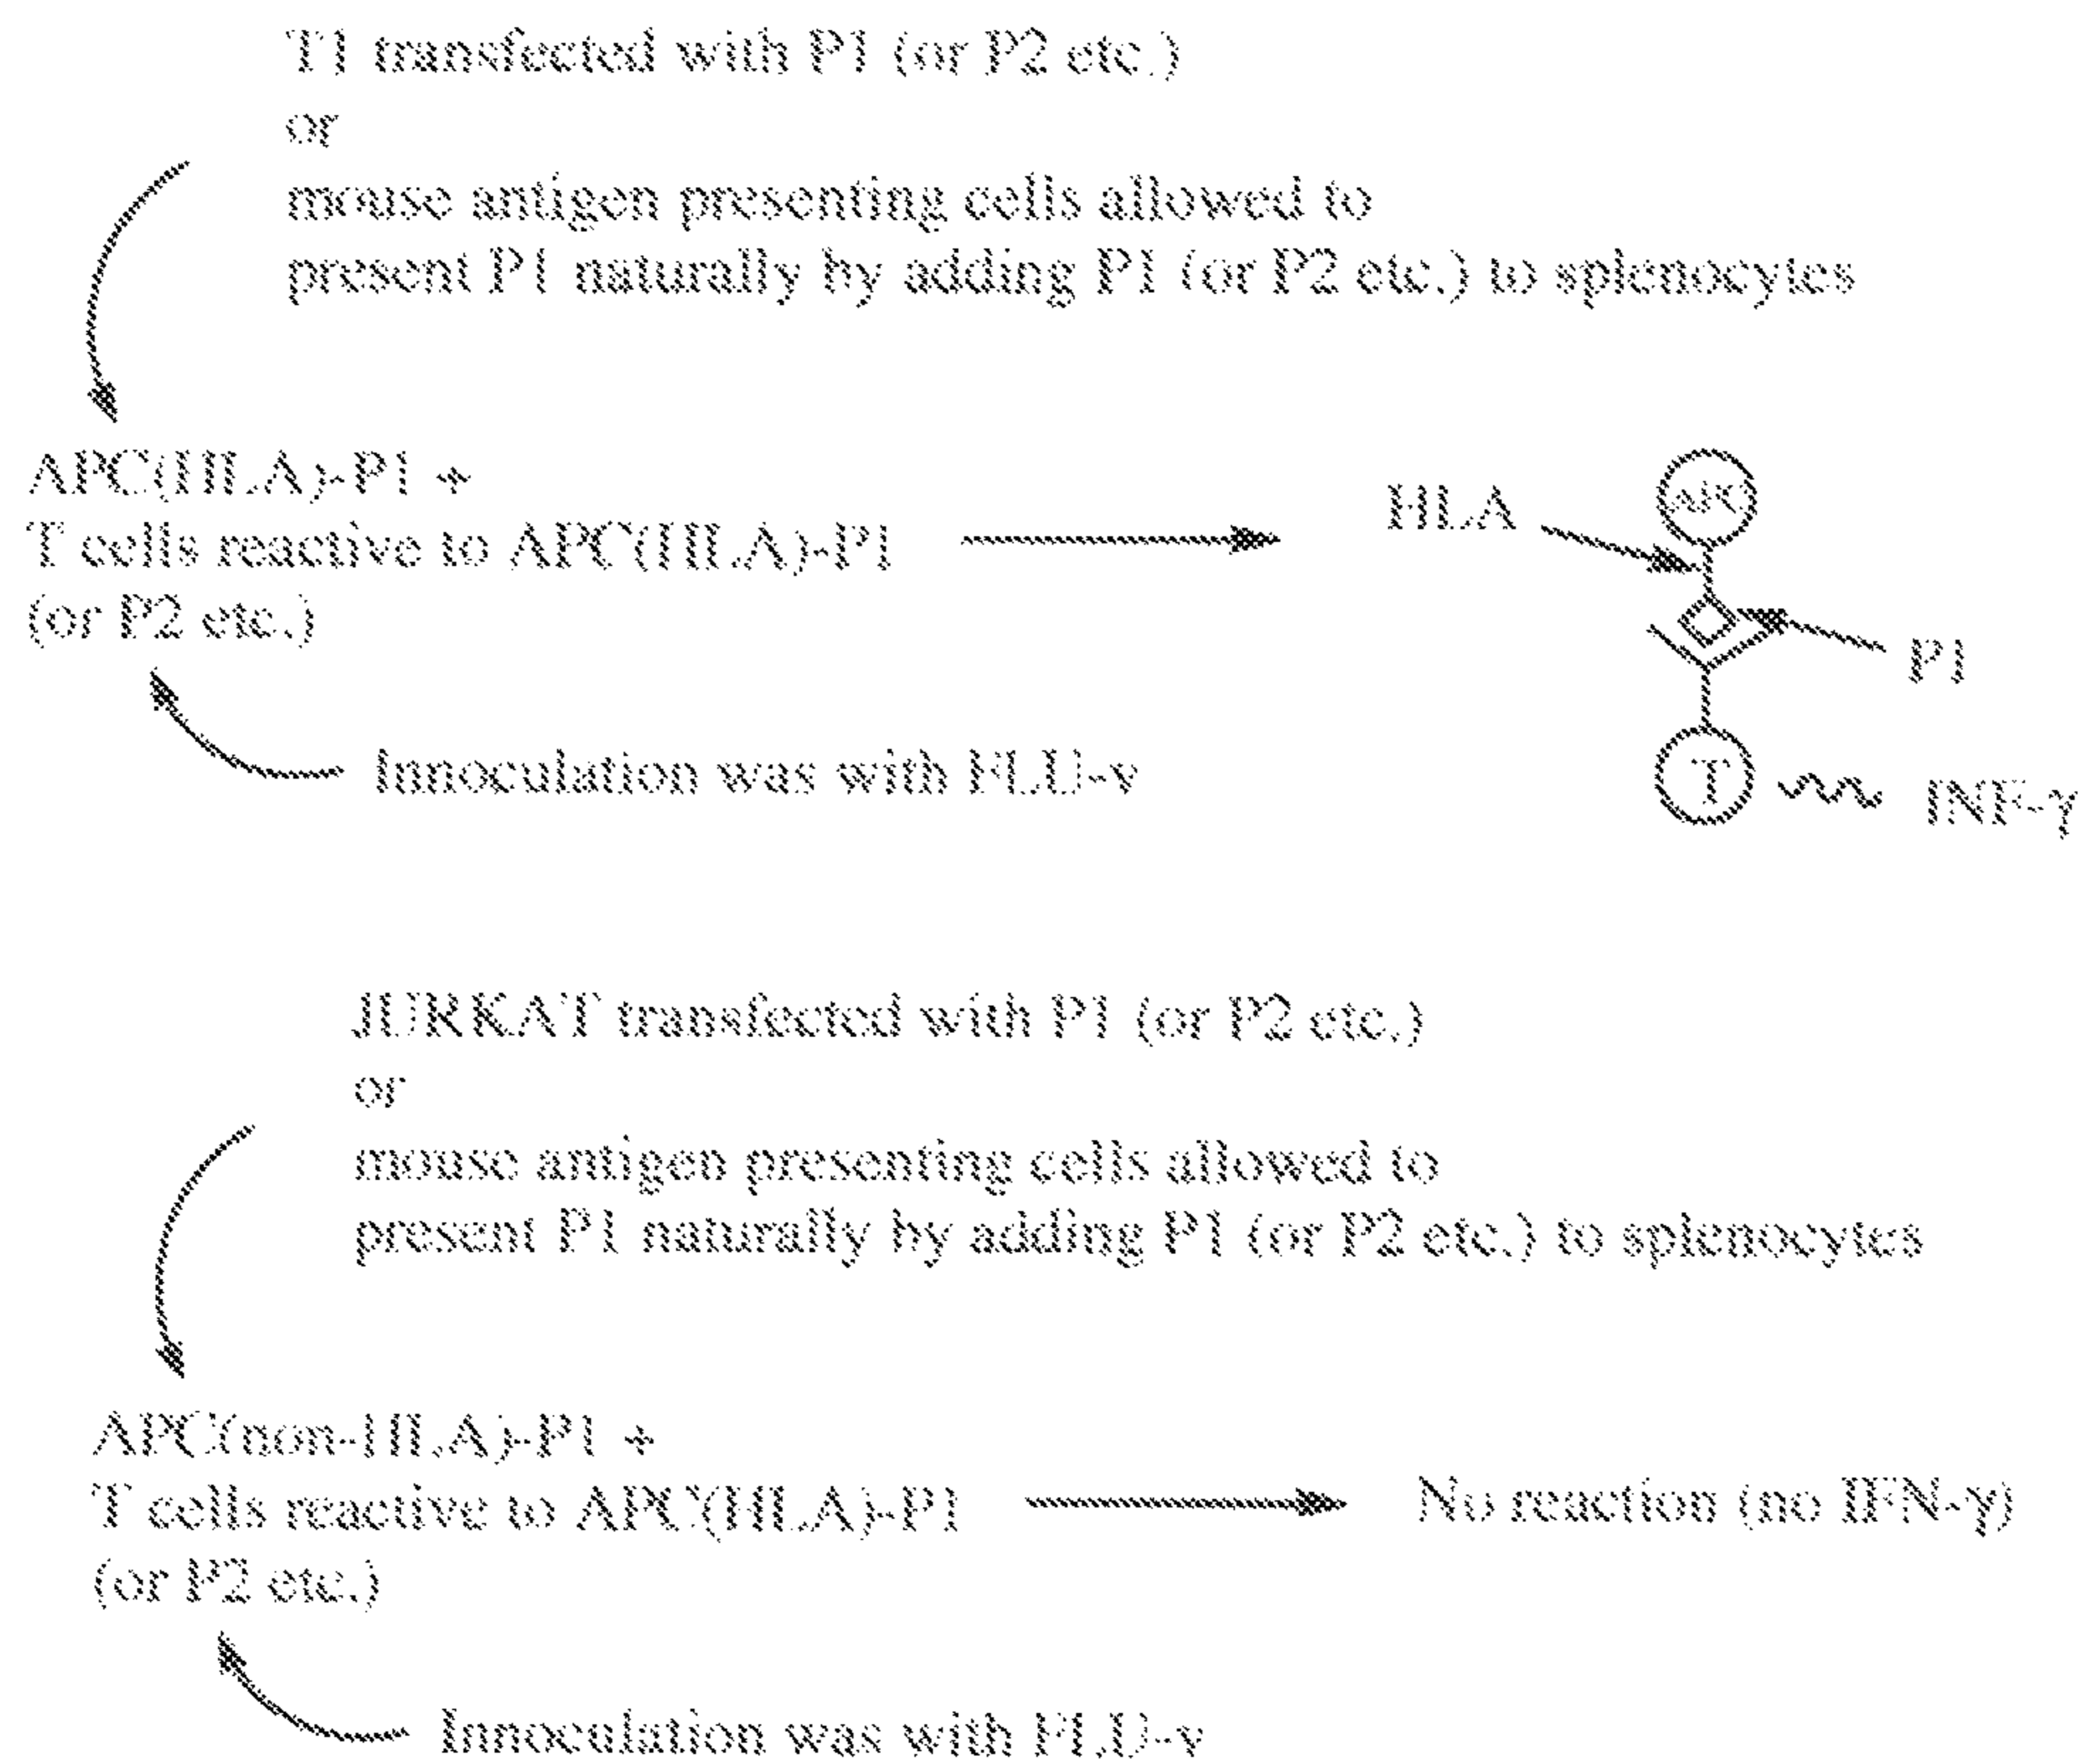 T1 transfected with P1 (or P2 etc.)
or
mouse antigen presenting cells allowed to
present P1 naturally by adding P1 (or P2 etc.) to splenocytes
APC(HLA)-P1 +
T cells reactive to APC(HLA)-P1
(or P2 etc.)
HLA
APC
P1
T
INF-γ
Innoculation was with FLU-v
JURKAT transfected with P1 (or P2 etc.)
or
mouse antigen presenting cells allowed to
present P1 naturally by adding P1 (or P2 etc.) to splenocytes
APC(non-HLA)-P1 +
T cells reactive to APC(HLA)-P1
(or P2 etc.)
No reaction (no IFN-γ)
Innoculation was with FLU-v